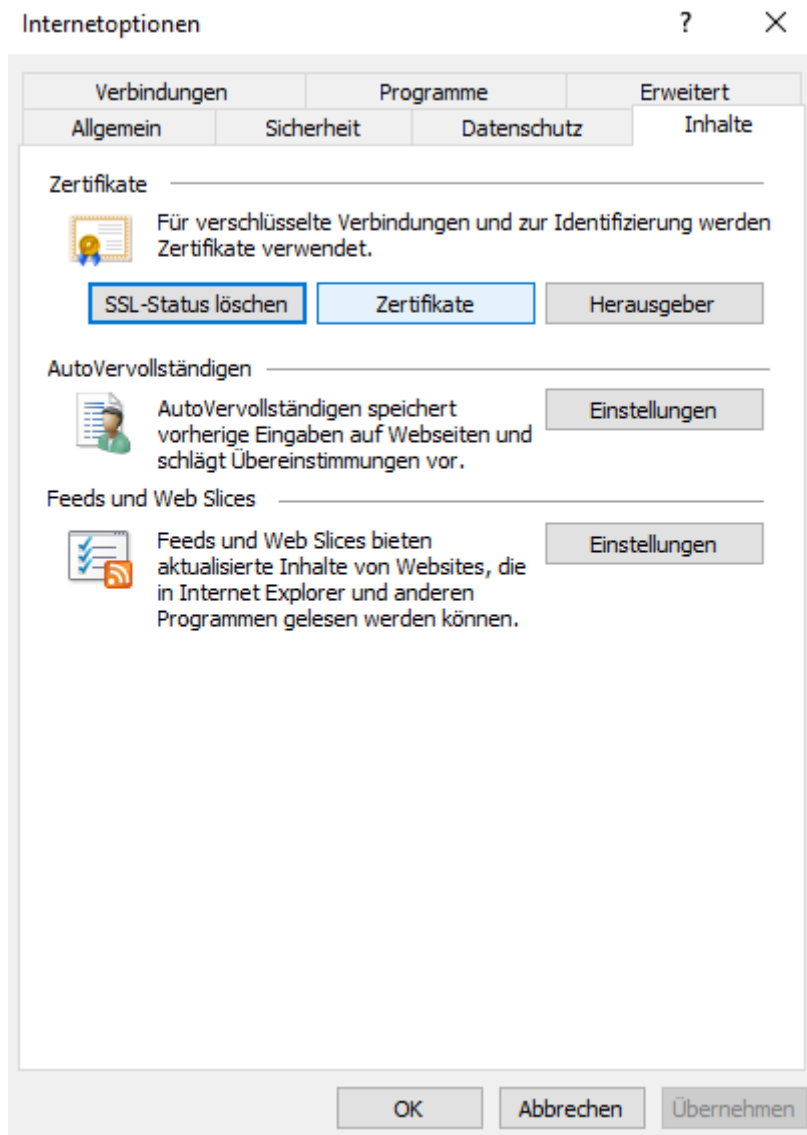 Internetoptionen ?
Verbindungen Programme Erweitert
Allgemein Sicherheit Datenschutz Inhalte
Zertifikate
Für verschlüsselte Verbindungen und zur Identifizierung werden
Zertifikate verwendet.
SSL-Status löschen Zertifikate Herausgeber
AutoVervollständigen
AutoVervollständigen speichert
vorherige Eingaben auf Webseiten und
schlägt Übereinstimmungen vor.
Einstellungen
Feeds und Web Slices
Feeds und Web Slices bieten
aktualisierte Inhalte von Websites, die
in Internet Explorer und anderen
Programmen gelesen werden können.
Einstellungen
OK Abbrechen Übernehmen